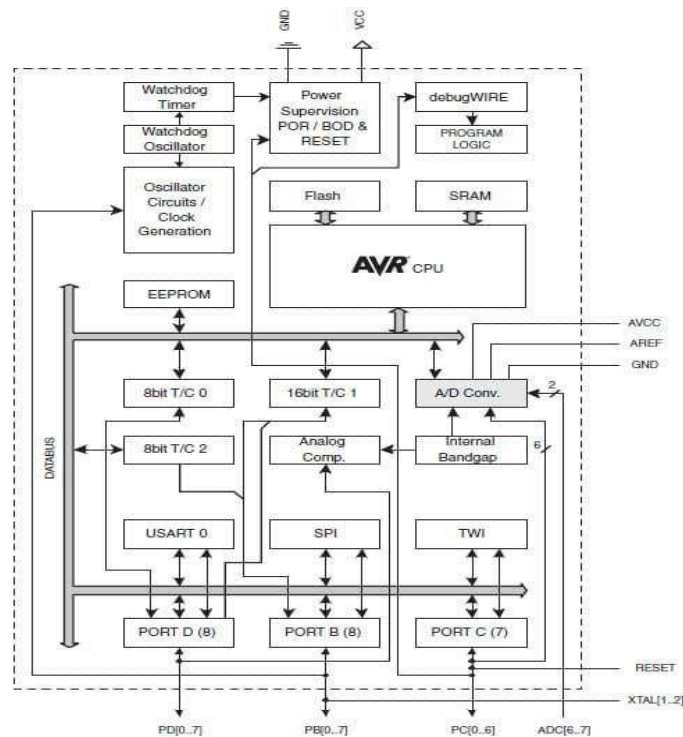 GND
VCC
Watchdog
Timer
Watchdog
Oscillator
Oscillator
Circuits /
Clock
Generation
Power
Supervision
POR / BOD &
RESET
debugWIRE
PROGRAM
LOGIC
Flash
SRAM
AVR CPU
EEPROM
AVCC
AREF
GND
8bit T/C 0
16bit T/C 1
A/D Conv.
2
8bit T/C 2
Analog
Comp.
Internal
Bandgap
6
DATABUS
USART 0
SPI
TWI
PORT D (8)
PORT B (8)
PORT C (7)
RESET
XTAL[1..2]
PD[0..7]
PB[0..7]
PC[0..6]
ADC[6..7]